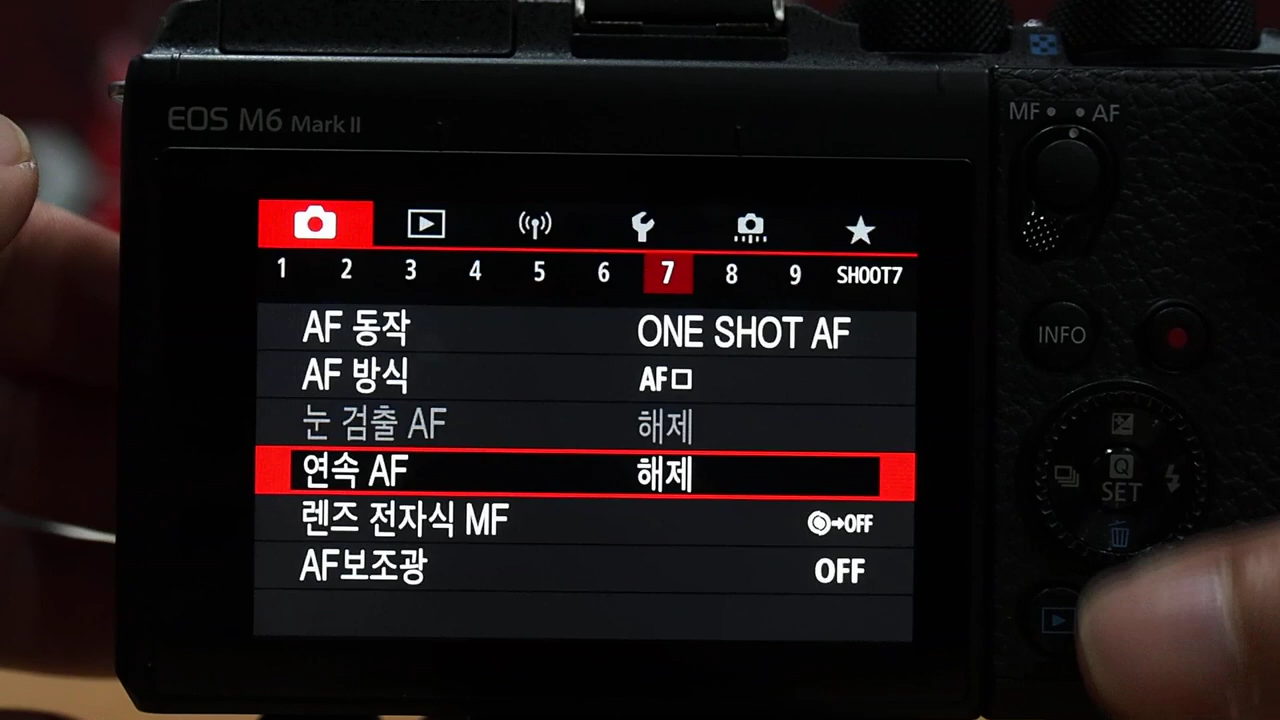 EOS M6 Mark II
MF AF
1 2 3 4 5 6 7 8 9 SHOOT7
AF 동작 ONE SHOT AF
AF 방식 AF
눈 검출 AF 해제
연속 AF 해제
렌즈 전자식 MF →OFF
AF보조광 OFF
INFO
Q
SET